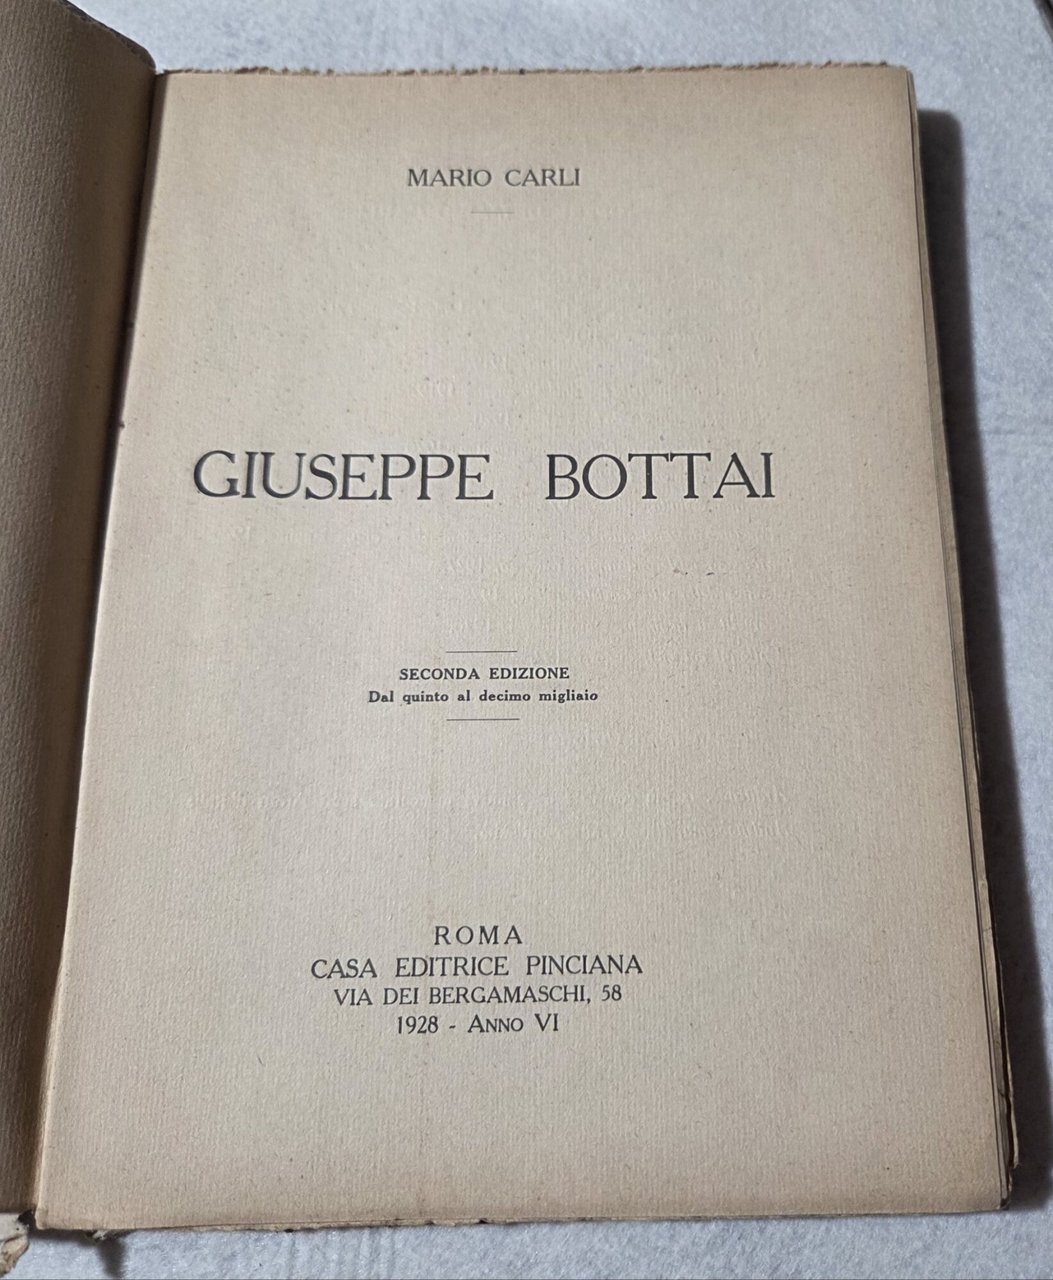 MARIO CARLI
GIUSEPPE BOTTAI
SECONDA EDIZIONE
Dal quinto al decimo migliaio
ROMA
CASA EDITRICE PINCIANA
VIA DEI BERGAMASCHI, 58
1928 - ANNO VI